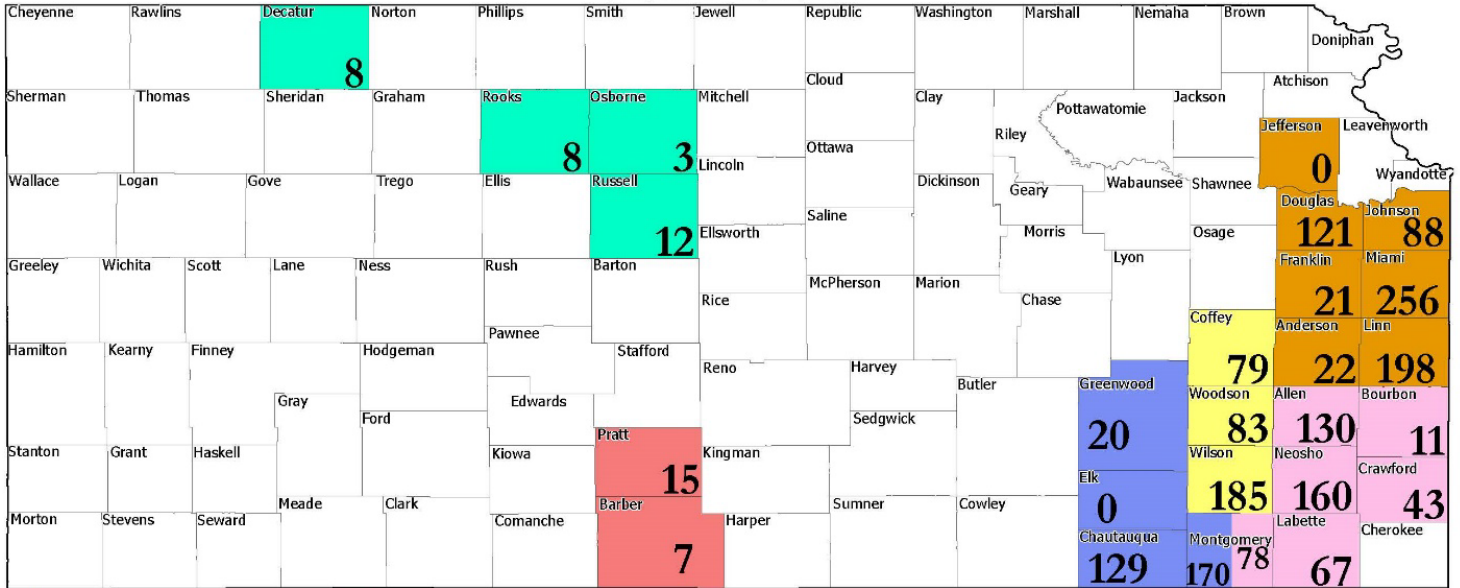 Cheyenne Rawlins Decatur Norton Phillips Smith Jewell Republic Washington Marshall Nemaha Brown
Doniphan
8
Cloud
Atchison
Sherman Thomas Sheridan Graham Rooks Osborne Mitchell Clay Pottawatomie Jackson
Jefferson Leavenworth
Riley
Ottawa
8 3 Lincoln 0
Wyandotte
Wallace Logan Gove Trego Ellis Russell Dickinson Geary Wabaunsee Shawnee
Douglas Johnson
Saline
12 Ellsworth Morris Osage 121 88
Greeley Wichita Scott Lane Ness Rush Barton Lyon Franklin Miami
McPherson Marion
Rice Chase 21 256
Coffey Anderson Linn
Pawnee
Hamilton Kearny Finney Hodgeman Stafford
Reno Harvey 79 22 198
Butler Greenwood
Gray Edwards Woodson Allen Bourbon
Ford Sedgwick
Pratt 20 83 130 11
Stanton Grant Haskell Kiowa Kingman Wilson Neosho
Crawford
15 Elk 185 160 43
Meade Clark Barber Sumner Cowley 0
Morton Stevens Seward Comanche Harper Labette
Cherokee
Chautauqua Montgomery
7 129 170 78 67